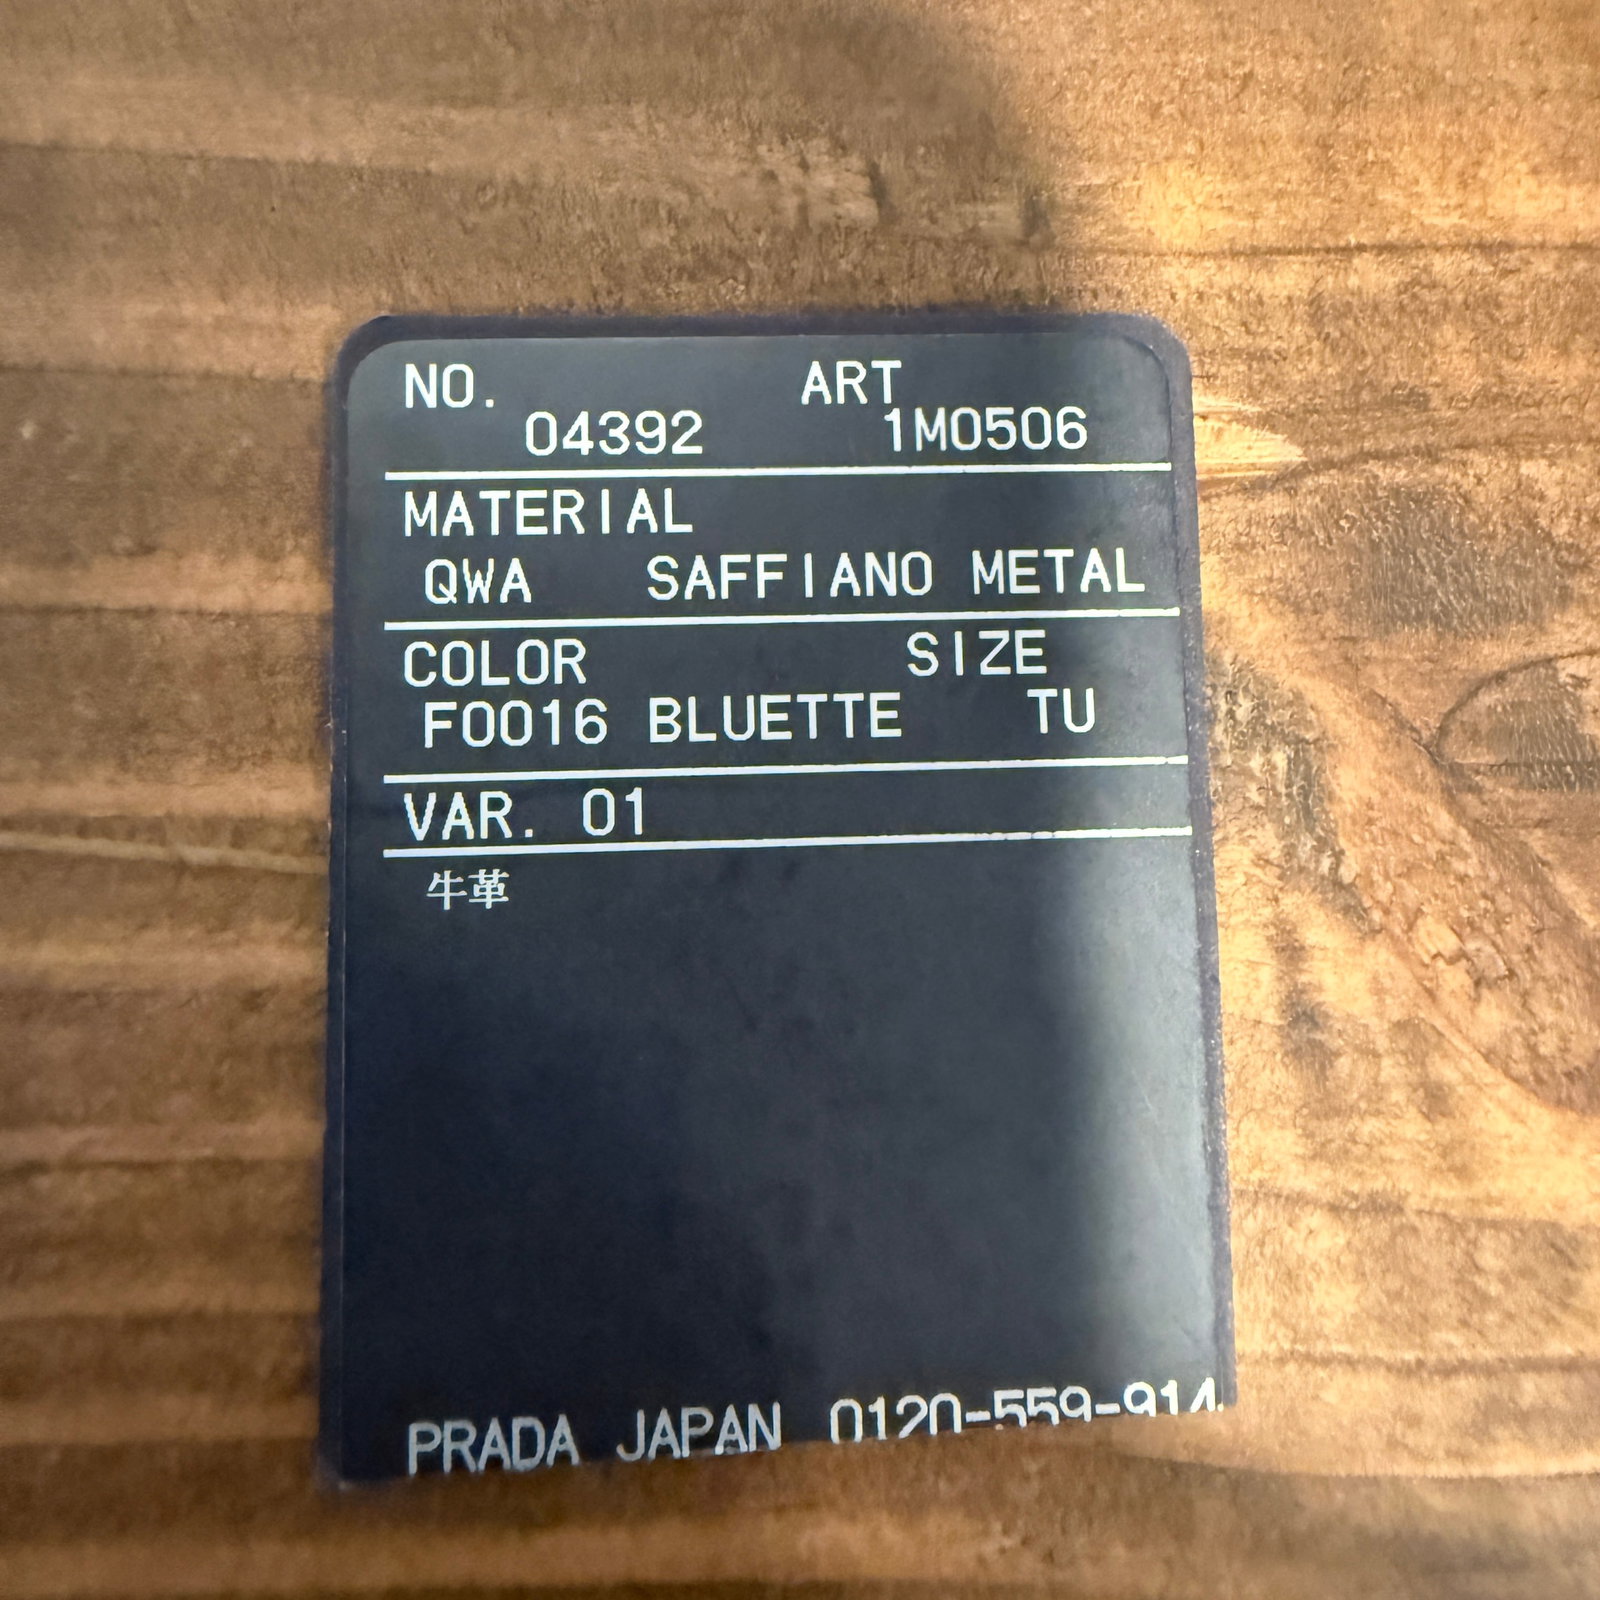 NO. ART
04392 1M0506
MATERIAL
QWA SAFFIANO METAL
COLOR SIZE
F0016 BLUETTE TU
VAR. 01
牛革
PRADA JAPAN 0120-559-914